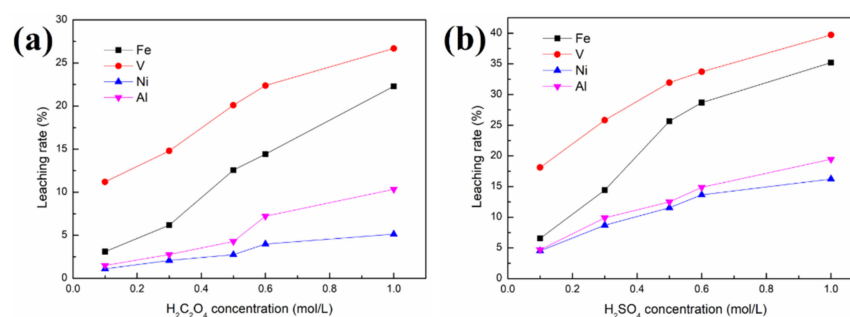 (a)
Leaching rate (%)
30
25
20
15
10
5
0
Fe
V
Ni
Al
0.0 0.2 0.4 0.6 0.8 1.0
H₂C₂O₄ concentration (mol/L)
(b)
Leaching rate (%)
40
35
30
25
20
15
10
5
0
Fe
V
Ni
Al
0.0 0.2 0.4 0.6 0.8 1.0
H₂SO₄ concentration (mol/L)